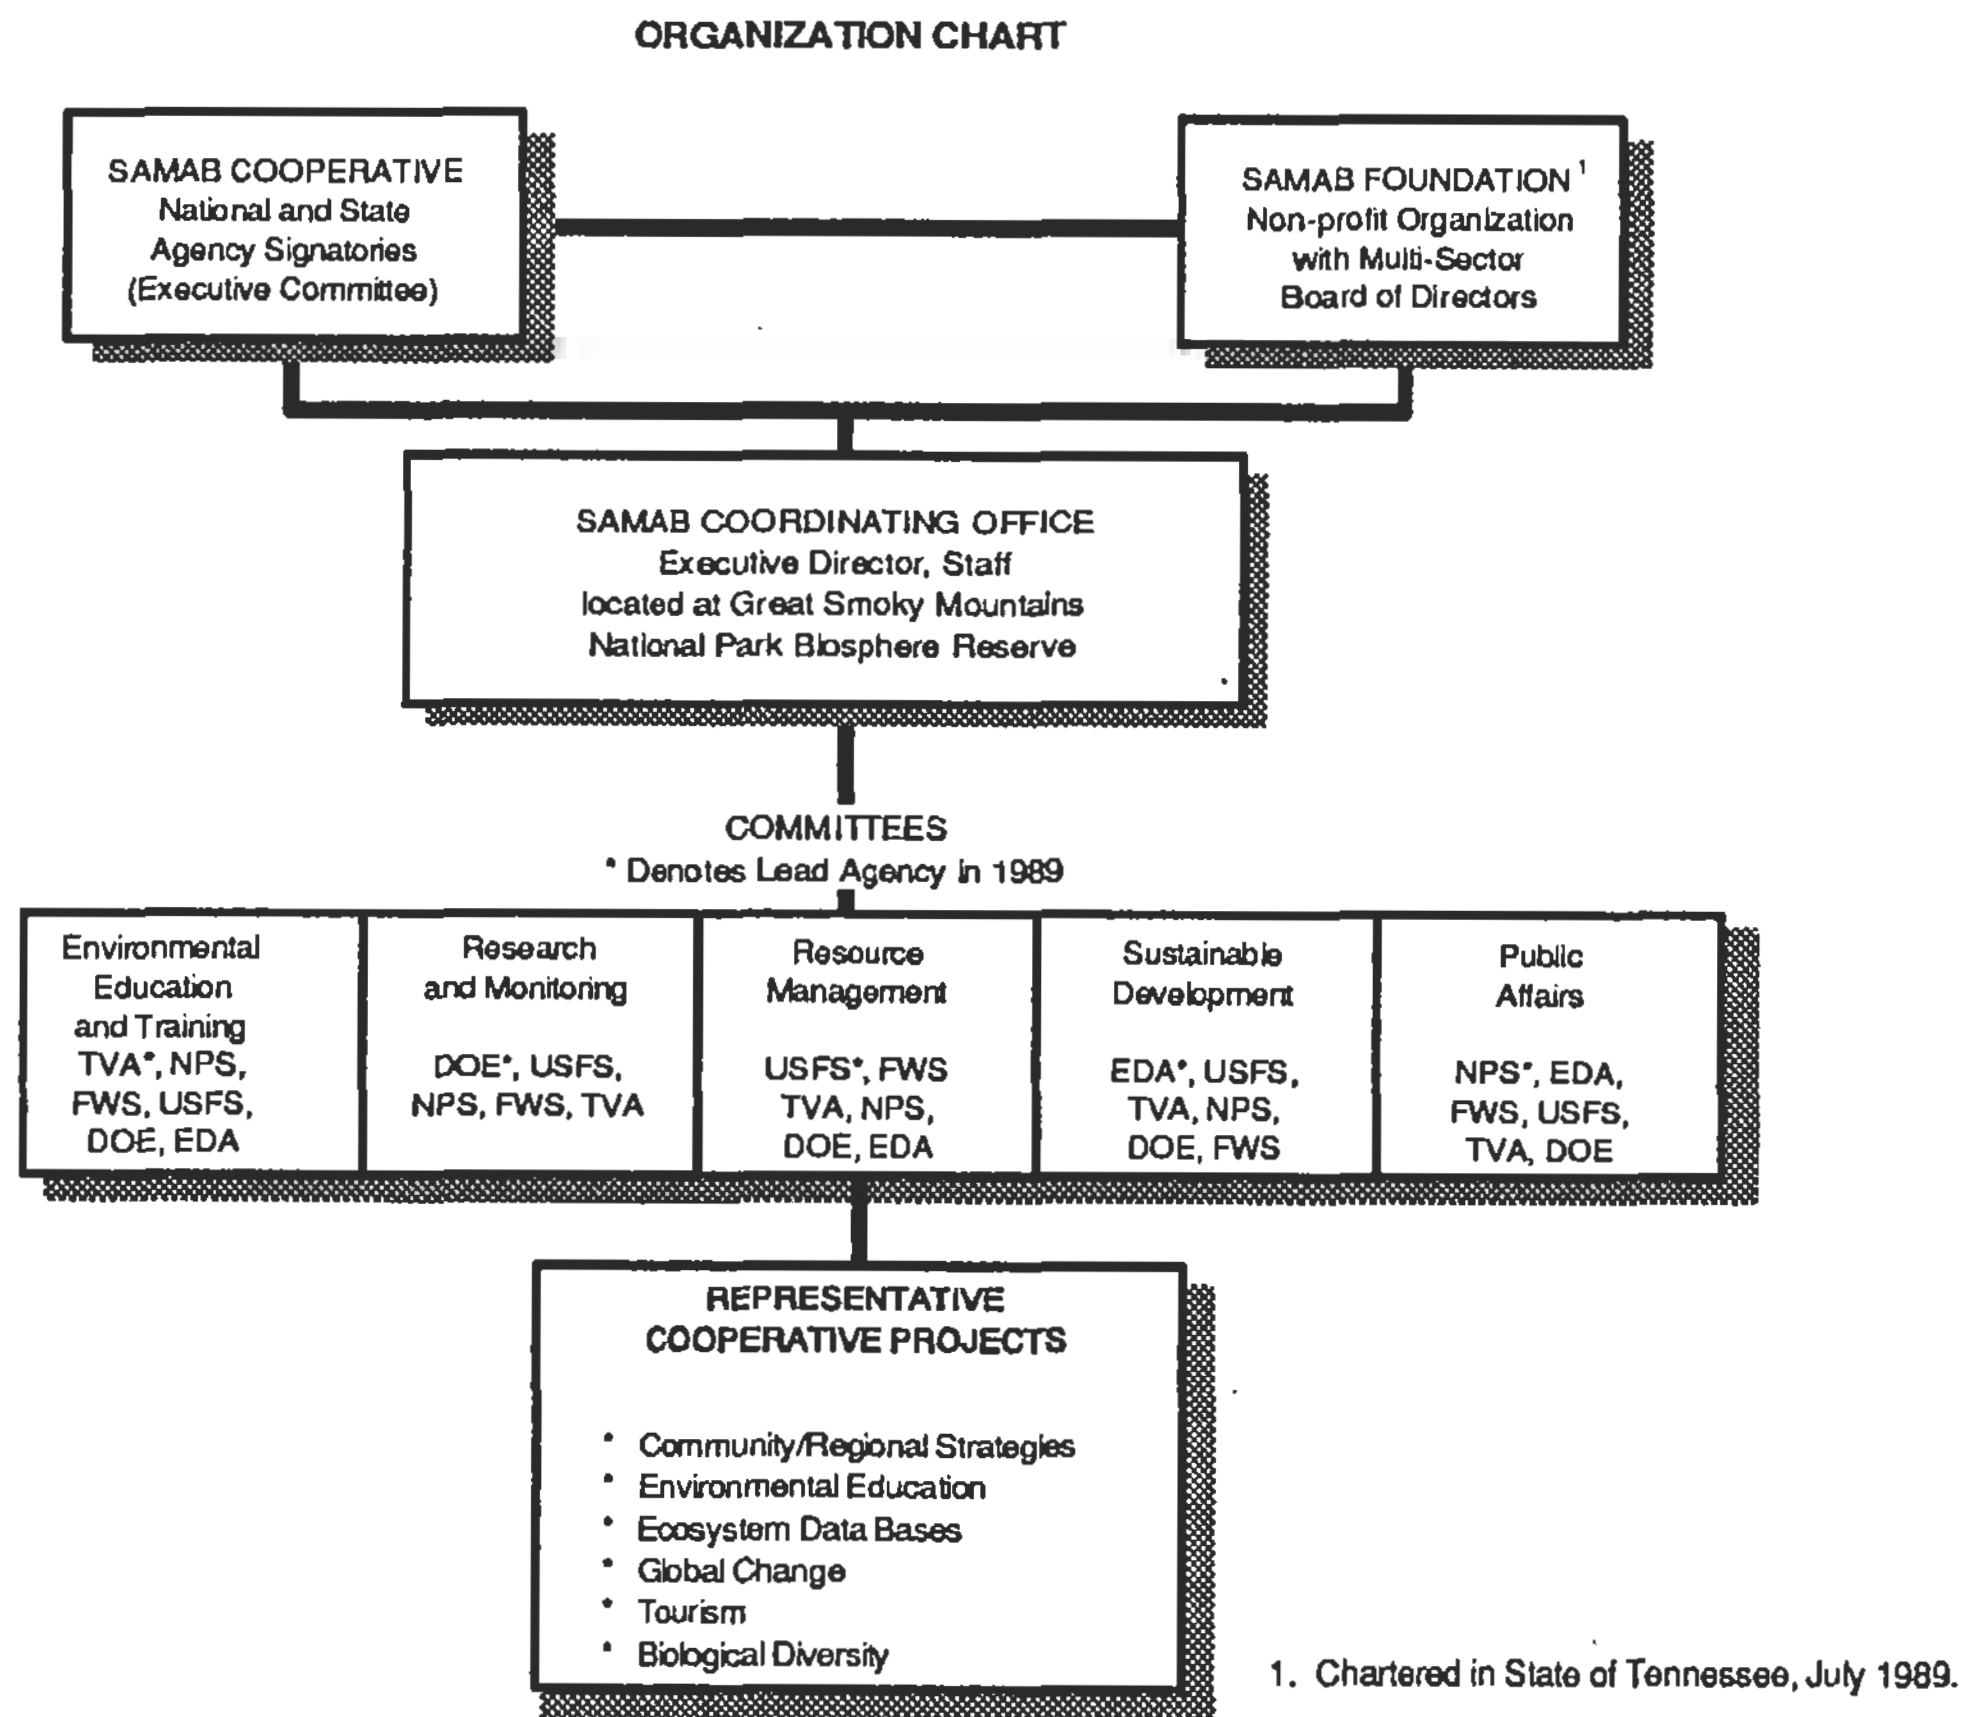 ORGANIZATION CHART
SAMAB COOPERATIVE
National and State
Agency Signatories
(Executive Committee)
SAMAB FOUNDATION 1
Non-profit Organization
with Multi-Sector
Board of Directors
SAMAB COORDINATING OFFICE
Executive Director, Staff
located at Great Smoky Mountains
National Park Biosphere Reserve
COMMITTEES
* Denotes Lead Agency in 1989
Environmental
Education
and Training
TVA*, NPS,
FWS, USFS,
DOE, EDA
Research
and Monitoring
DOE*, USFS,
NPS, FWS, TVA
Resource
Management
USFS*, FWS
TVA, NPS,
DOE, EDA
Sustainable
Development
EDA*, USFS,
TVA, NPS,
DOE, FWS
Public
Affairs
NPS*, EDA,
FWS, USFS,
TVA, DOE
REPRESENTATIVE
COOPERATIVE PROJECTS
* Community/Regional Strategies
* Environmental Education
* Ecosystem Data Bases
* Global Change
* Tourism
* Biological Diversity
1. Chartered in State of Tennessee, July 1989.